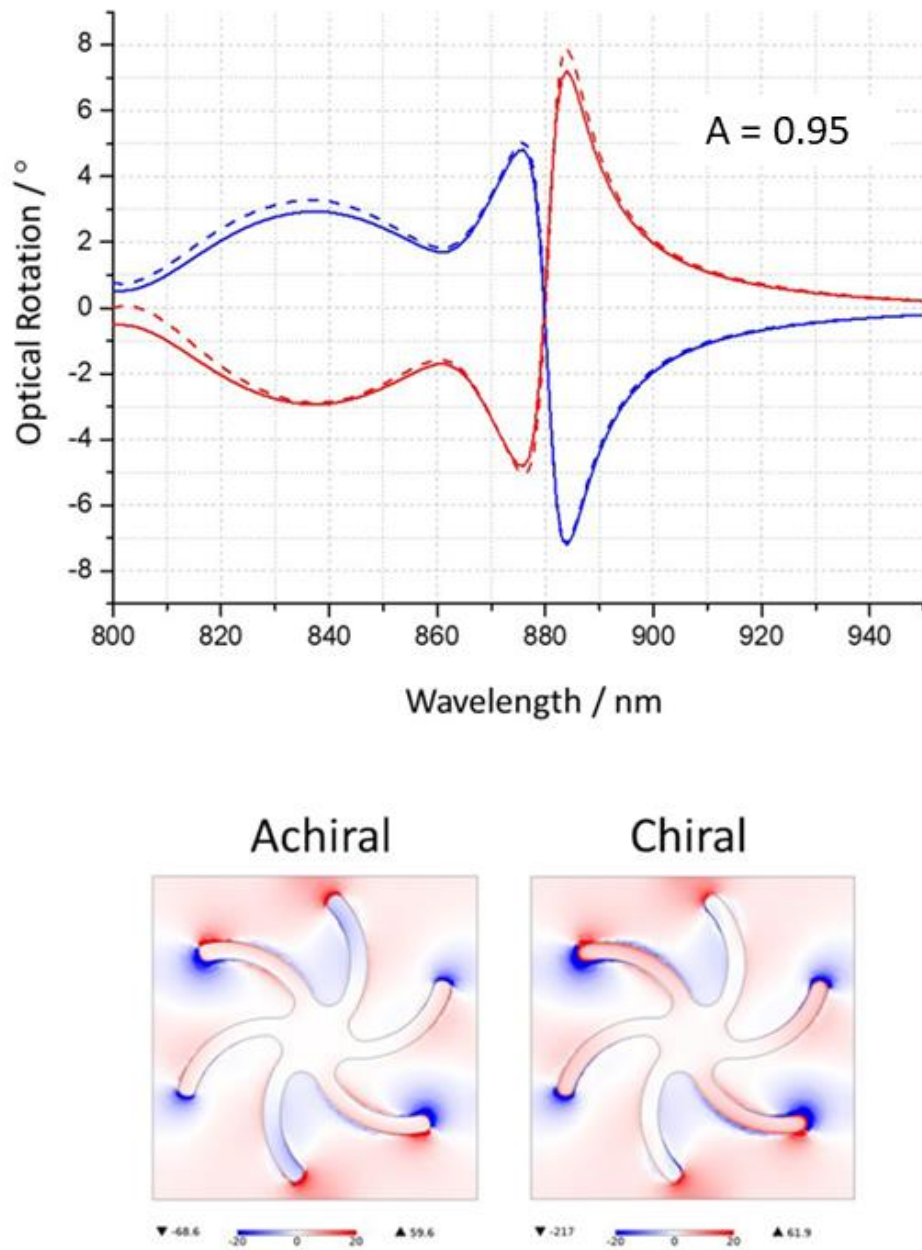 8
6
4
2
0
-2
-4
-6
-8
Optical Rotation / °
A = 0.95
800 820 840 860 880 900 920 940
Wavelength / nm
Achiral Chiral
▼ -68.6 -20 0 20 ▲ 59.6 ▼ -217 -20 0 20 ▲ 61.9